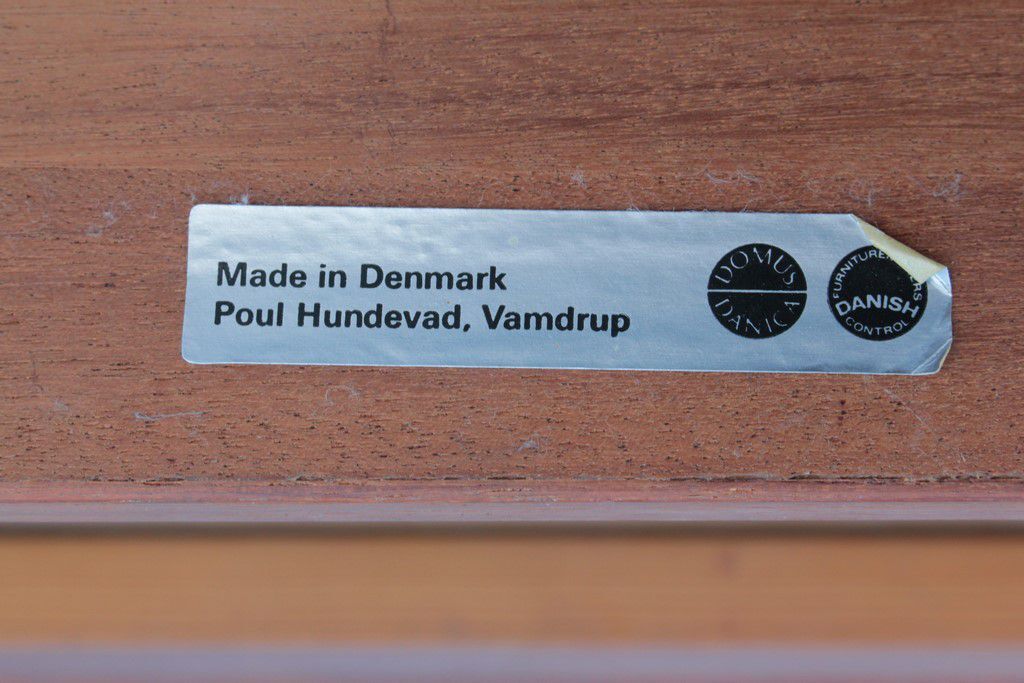 Made in Denmark
Poul Hundevad, Vamdrup
DOMUS
DANICA
FURNITURE
DANISH
CONTROL